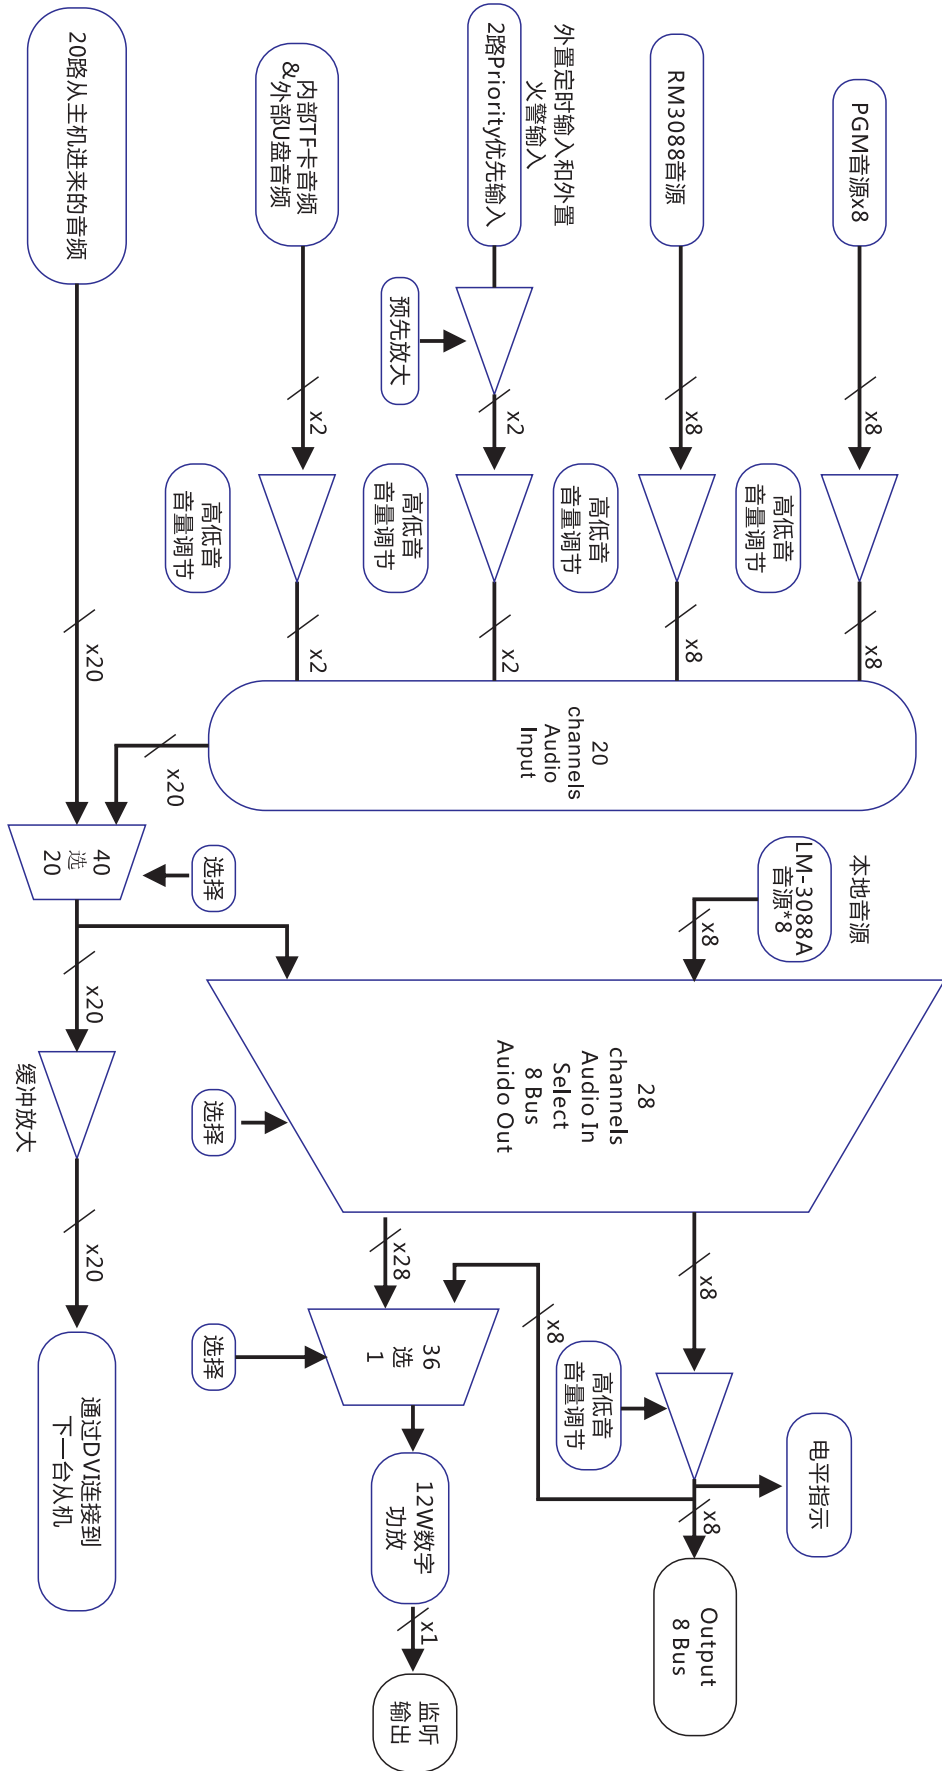 PGM音源x8
x8
高低音
音量调节
x8
RM3088音源
x8
高低音
音量调节
x8
外置定时输入和外置
火警输入
2路Priority优先输入
预先放大
x2
高低音
音量调节
x2
内部TF卡音频
&外部U盘音频
x2
高低音
音量调节
x2
20路从主机进来的音频
x20
20
channels
Audio
Input
x20
40
选
20
选择
x20
缓冲放大
x20
通过DVI连接到
下一台从机
本地音源
LM-3088A
音源*8
x8
28
channels
Audio In
Select
8 Bus
Auido Out
选择
x8
高低音
音量调节
电平指示
x8
Output
8 Bus
x8
x28
36
选
1
选择
12W数字
功放
x1
监听
输出